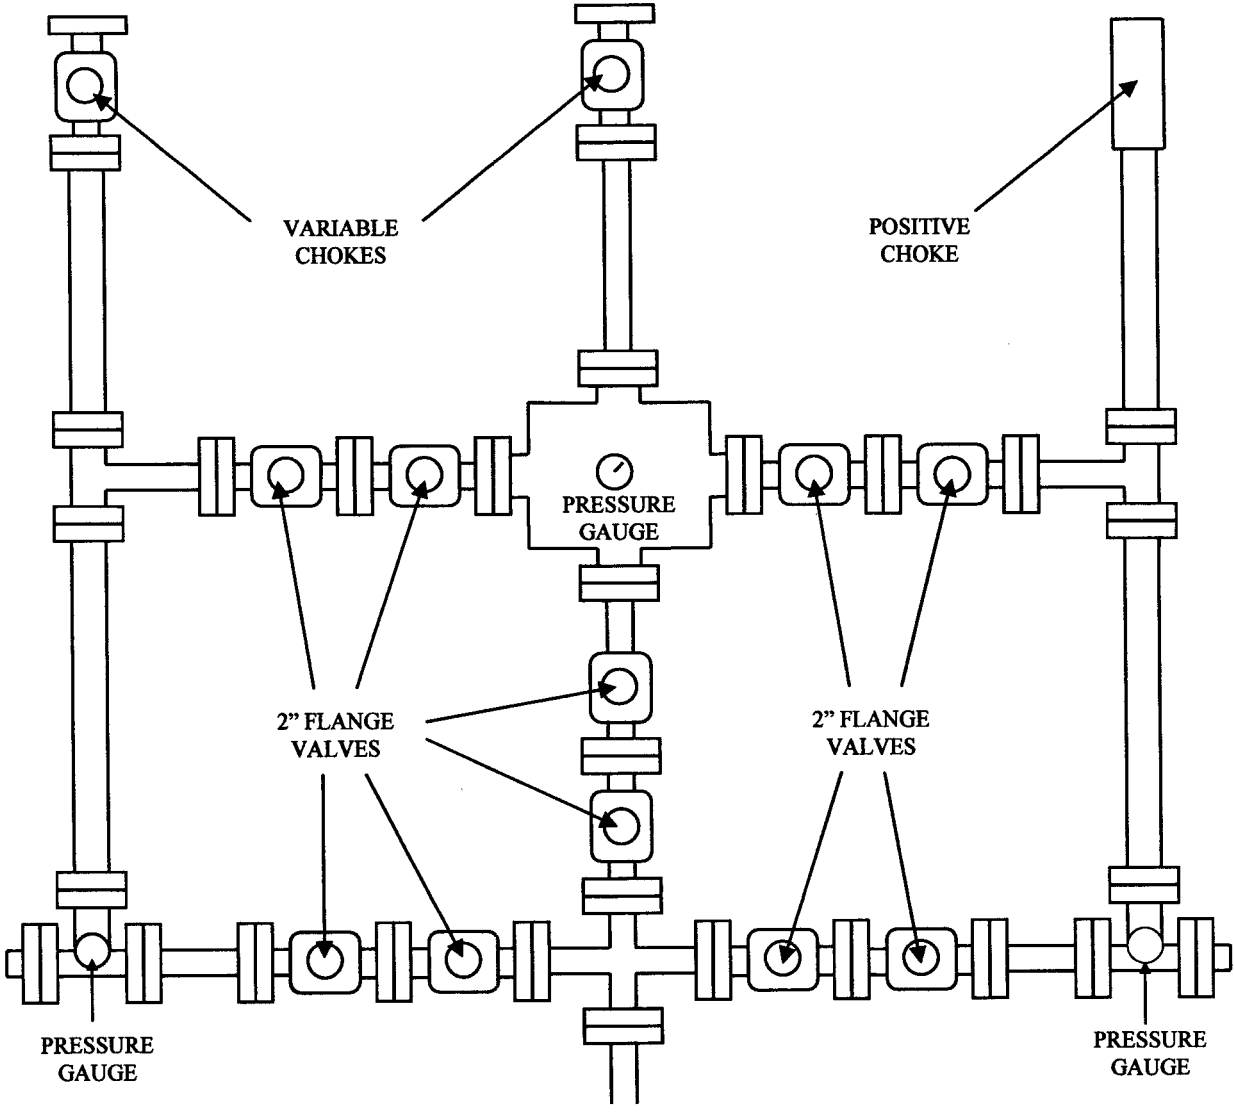 VARIABLE
CHOKES
POSITIVE
CHOKE
PRESSURE
GAUGE
2” FLANGE
VALVES
2” FLANGE
VALVES
PRESSURE
GAUGE
PRESSURE
GAUGE